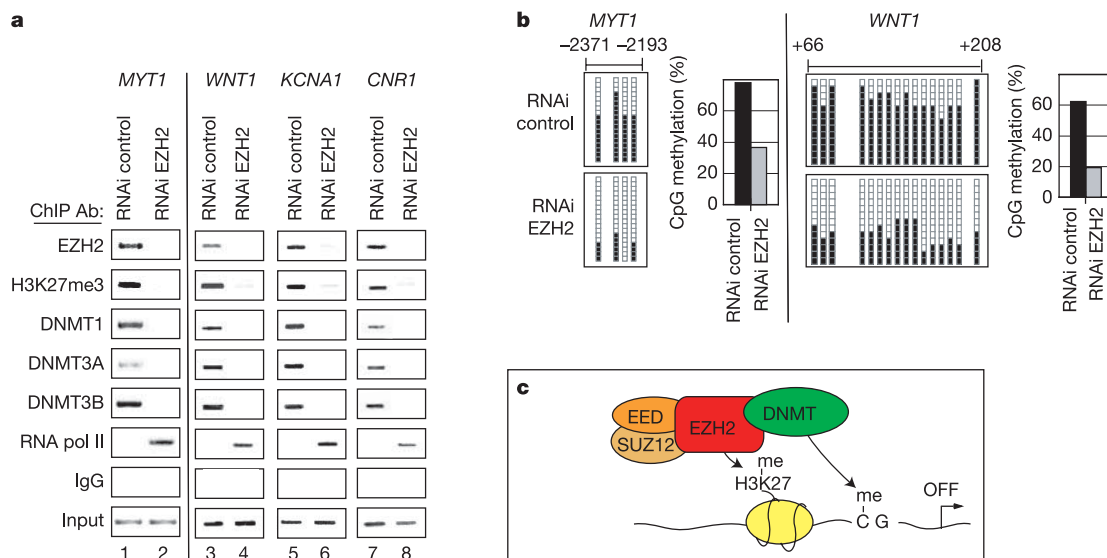 a
MYT1 WNT1 KCNA1 CNR1
ChIP Ab: RNAi control RNAi EZH2 RNAi control RNAi EZH2 RNAi control RNAi EZH2 RNAi control RNAi EZH2
EZH2
H3K27me3
DNMT1
DNMT3A
DNMT3B
RNA pol II
IgG
Input
1 2 3 4 5 6 7 8
b
MYT1
–2371 –2193
RNAi control
RNAi EZH2
CpG methylation (%)
60
40
20
0
RNAi control
RNAi EZH2
WNT1
+66 +208
CpG methylation (%)
60
40
20
0
RNAi control
RNAi EZH2
c
EED
SUZ12
EZH2
DNMT
me
H3K27
me
C G
OFF